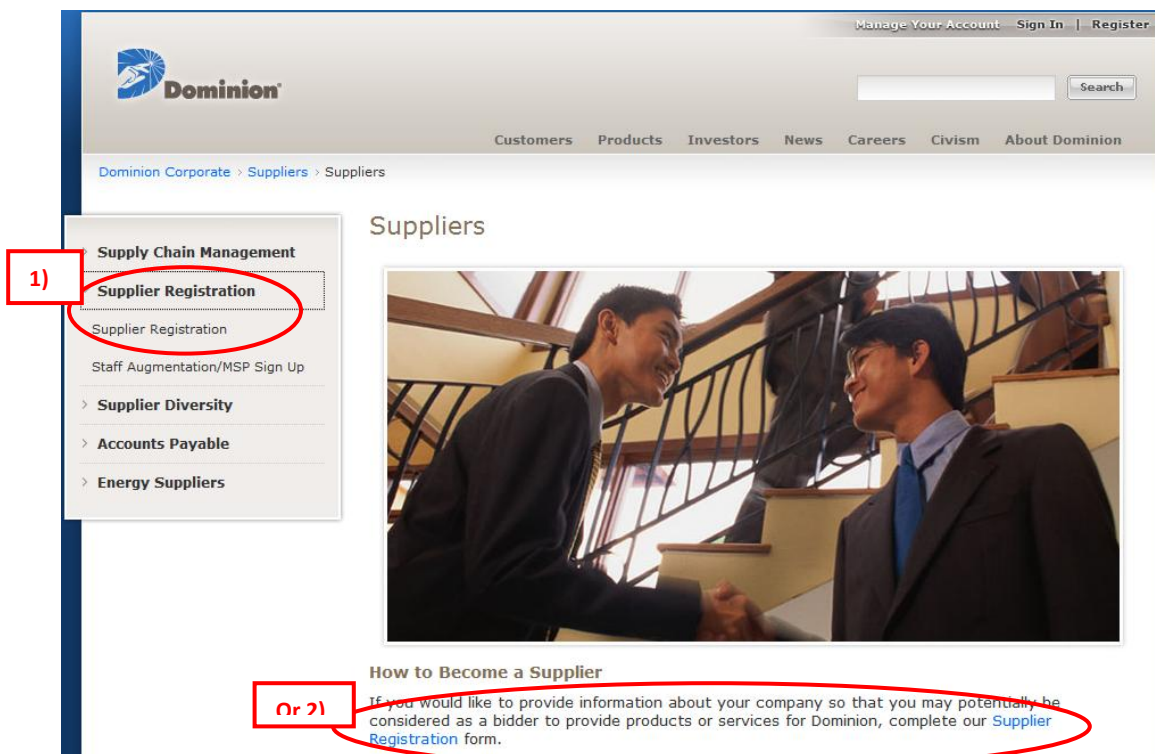 Manage Your Account Sign In | Register
Dominion
Search
Customers Products Investors News Careers Civism About Dominion
Dominion Corporate > Suppliers > Suppliers
Suppliers
> Supply Chain Management
1)
Supplier Registration
Supplier Registration
Staff Augmentation/MSP Sign Up
> Supplier Diversity
> Accounts Payable
> Energy Suppliers
How to Become a Supplier
Or 2)
If you would like to provide information about your company so that you may potentially be
considered as a bidder to provide products or services for Dominion, complete our Supplier
Registration form.